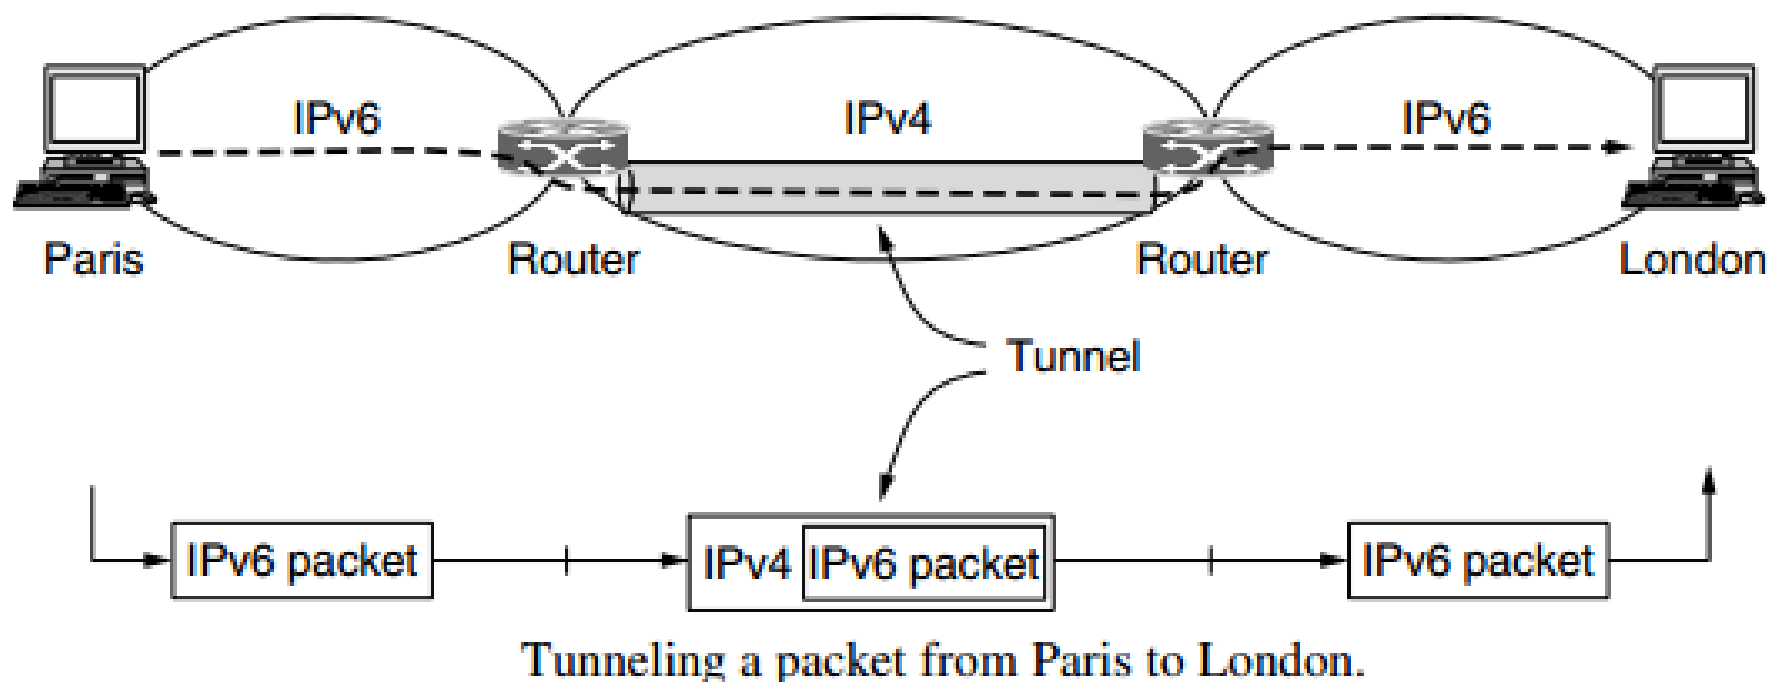 IPv6 IPv4 IPv6
Paris Router Router London
Tunnel
IPv6 packet IPv4 IPv6 packet IPv6 packet
Tunneling a packet from Paris to London.